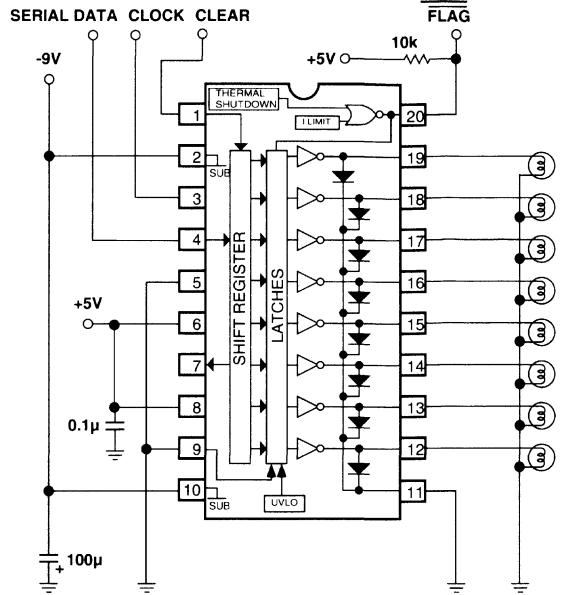 SERIAL DATA CLOCK CLEAR
FLAG
-9V
+5V
10k
THERMAL
SHUTDOWN
I LIMIT
1
20
2
SUB
19
3
18
4
17
SHIFT REGISTER
LATCHES
5
16
+5V
6
15
7
14
8
13
0.1µ
9
12
10
SUB
UVLO
11
+ 100µ